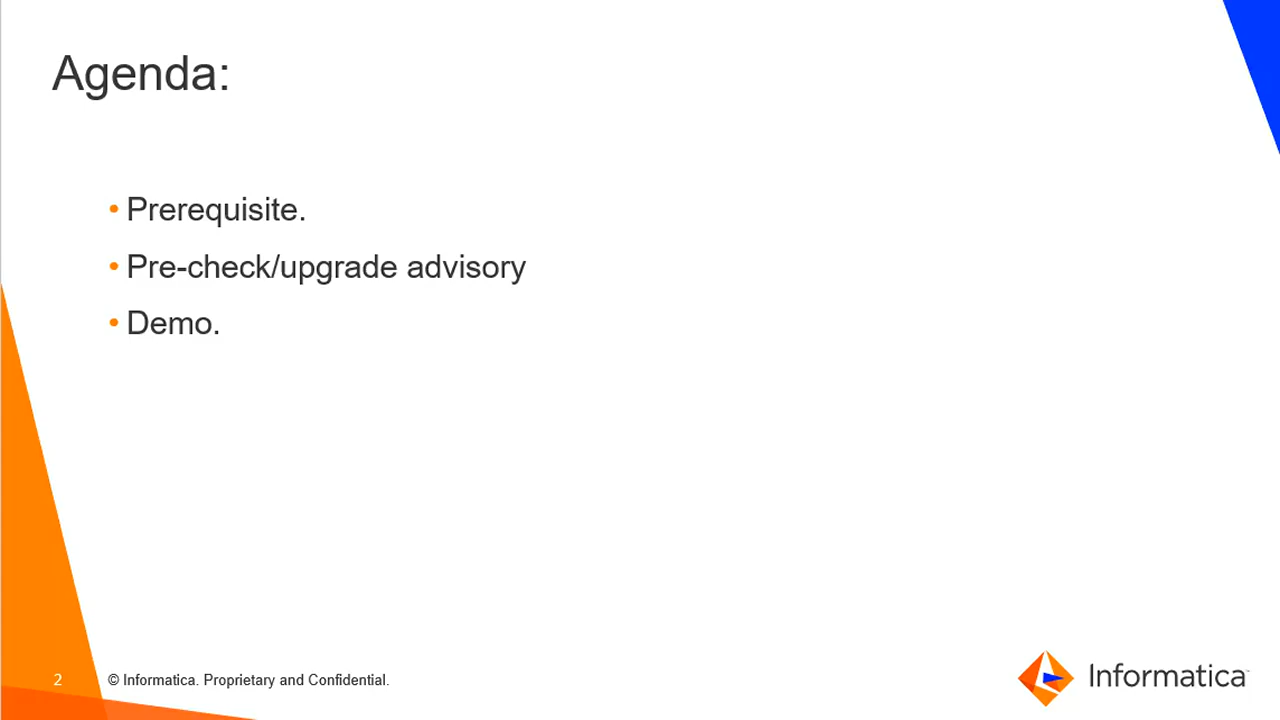 Agenda:
• Prerequisite.
• Pre-check/upgrade advisory
• Demo.
2
© Informatica. Proprietary and Confidential.
Informatica